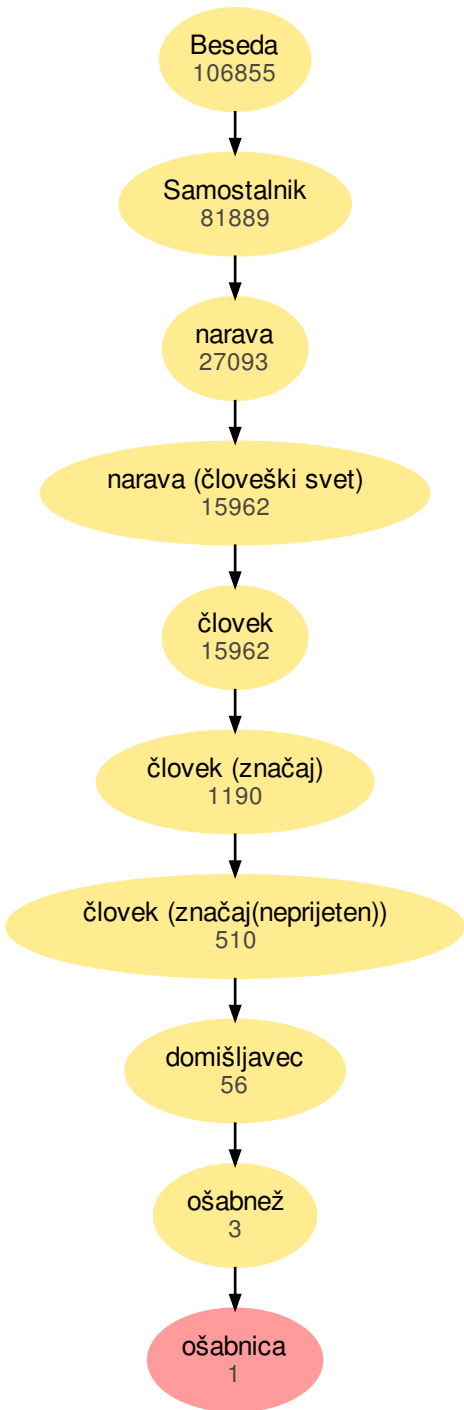 Beseda
106855
Samostalnik
81889
narava
27093
narava (človeški svet)
15962
človek
15962
človek (značaj)
1190
človek (značaj(neprijeten))
510
domišljavec
56
ošabnež
3
ošabnica
1